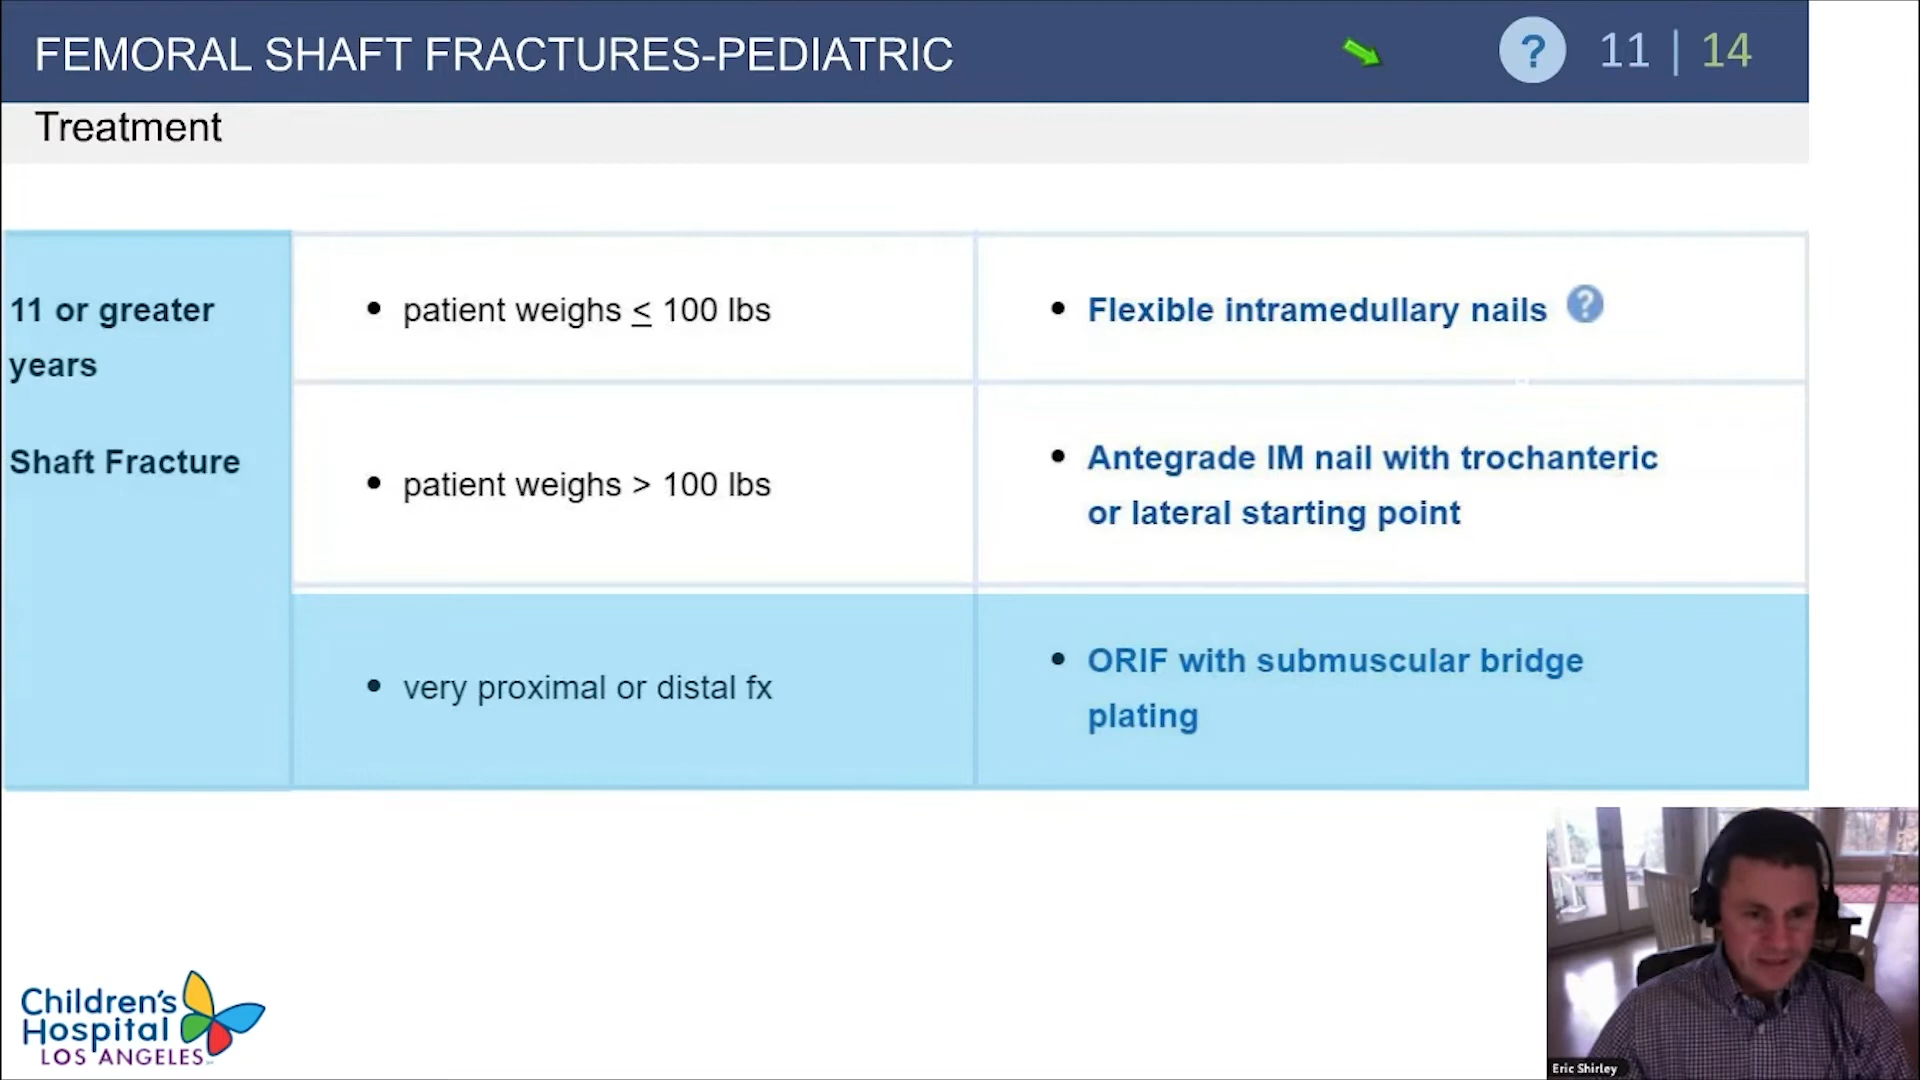 FEMORAL SHAFT FRACTURES-PEDIATRIC
? 11 | 14
Treatment
11 or greater
years
Shaft Fracture
• patient weighs ≤ 100 lbs
• Flexible intramedullary nails ?
• patient weighs > 100 lbs
• Antegrade IM nail with trochanteric
or lateral starting point
• very proximal or distal fx
• ORIF with submuscular bridge
plating
Children's
Hospital
LOS ANGELES
Eric Shirley